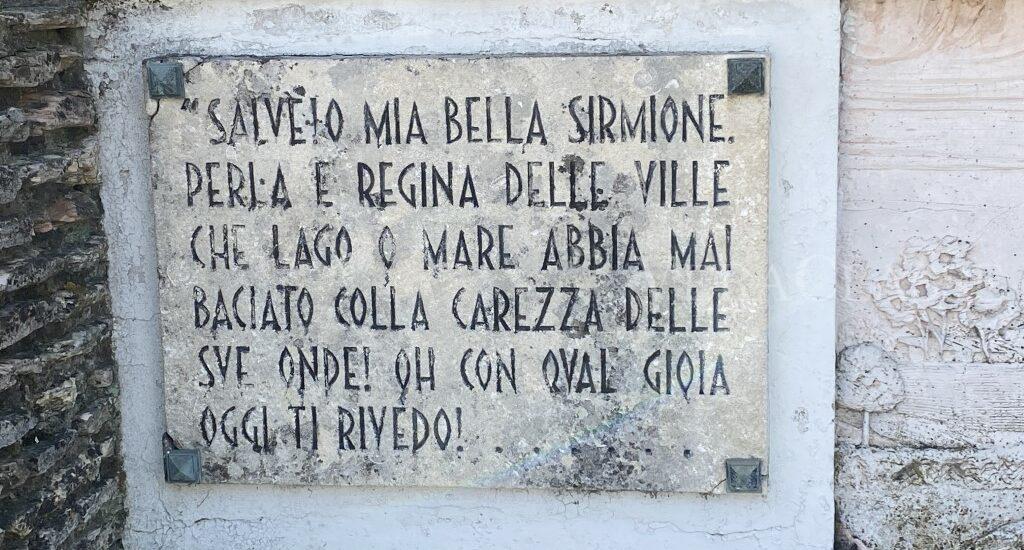 "SALVETO MIA BELLA SIRMIONE.
PERLA E REGINA DELLE VILLE
CHE LAGO O MARE ABBIA MAI
BACIATO COLLA CAREZZA DELLE
SVE ONDE! OH CON QVAL GIOIA
OGGI TI RIVEDO! . . . . . .